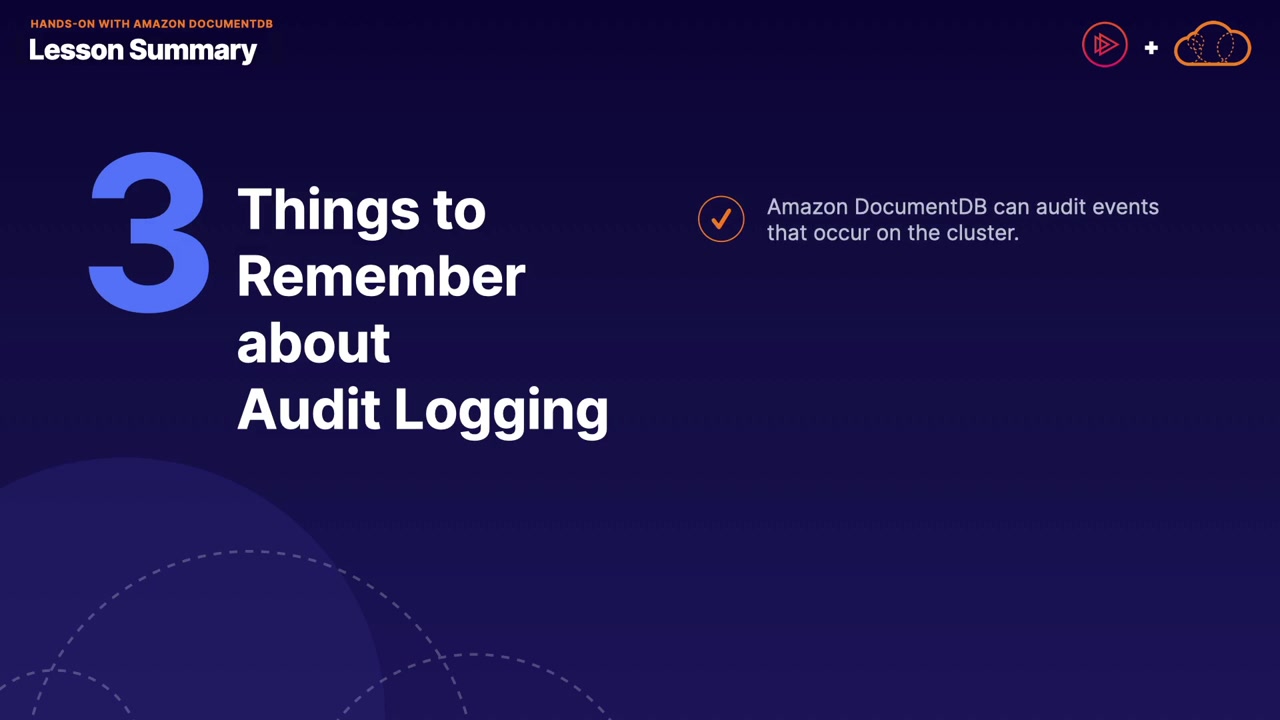 HANDS-ON WITH AMAZON DOCUMENTDB
Lesson Summary
+
3
Things to
Remember
about
Audit Logging
Amazon DocumentDB can audit events
that occur on the cluster.